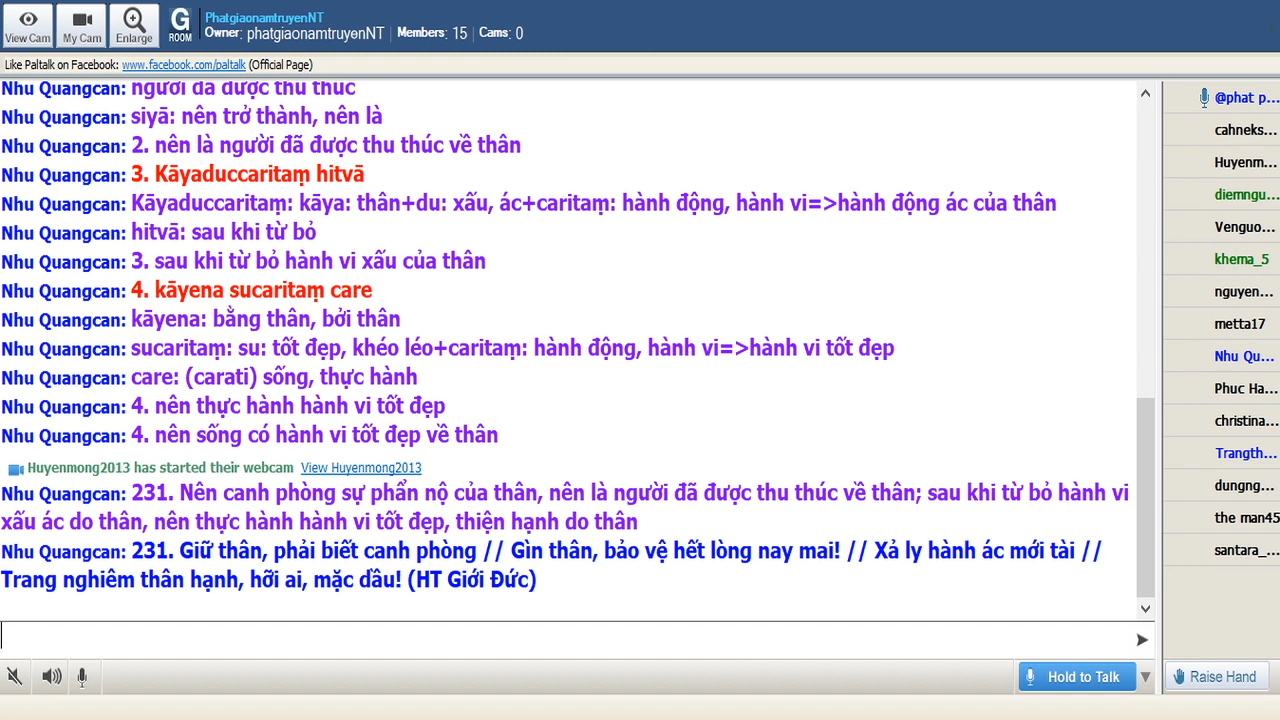 View Cam
My Cam
Enlarge
G
ROOM
PhatgiaonamtruyenNT
Owner: phatgiaonamtruyenNT | Members: 15 | Cams: 0
Like Paltalk on Facebook: www.facebook.com/paltalk (Official Page)
Nhu Quangcan: người đã được thu thúc
Nhu Quangcan: siyā: nên trở thành, nên là
Nhu Quangcan: 2. nên là người đã được thu thúc về thân
Nhu Quangcan: 3. Kāyaduccaritaṃ hitvā
Nhu Quangcan: Kāyaduccaritaṃ: kāya: thân+du: xấu, ác+caritaṃ: hành động, hành vi=>hành động ác của thân
Nhu Quangcan: hitvā: sau khi từ bỏ
Nhu Quangcan: 3. sau khi từ bỏ hành vi xấu của thân
Nhu Quangcan: 4. kāyena sucaritaṃ care
Nhu Quangcan: kāyena: bằng thân, bởi thân
Nhu Quangcan: sucaritaṃ: su: tốt đẹp, khéo léo+caritaṃ: hành động, hành vi=>hành vi tốt đẹp
Nhu Quangcan: care: (carati) sống, thực hành
Nhu Quangcan: 4. nên thực hành hành vi tốt đẹp
Nhu Quangcan: 4. nên sống có hành vi tốt đẹp về thân
Huyenmong2013 has started their webcam View Huyenmong2013
Nhu Quangcan: 231. Nên canh phòng sự phẩn nộ của thân, nên là người đã được thu thúc về thân; sau khi từ bỏ hành vi
xấu ác do thân, nên thực hành hành vi tốt đẹp, thiện hạnh do thân
Nhu Quangcan: 231. Giữ thân, phải biết canh phòng // Gìn thân, bảo vệ hết lòng nay mai! // Xả ly hành ác mới tài //
Trang nghiêm thân hạnh, hỡi ai, mặc dầu! (HT Giới Đức)
@phat p...
cahneks...
Huyenm...
diemngu...
Venguo...
khema_5
nguyen...
metta17
Nhu Qu...
Phuc Ha...
christina...
Trangth...
dungng...
the man45
santara_...
Hold to Talk
Raise Hand